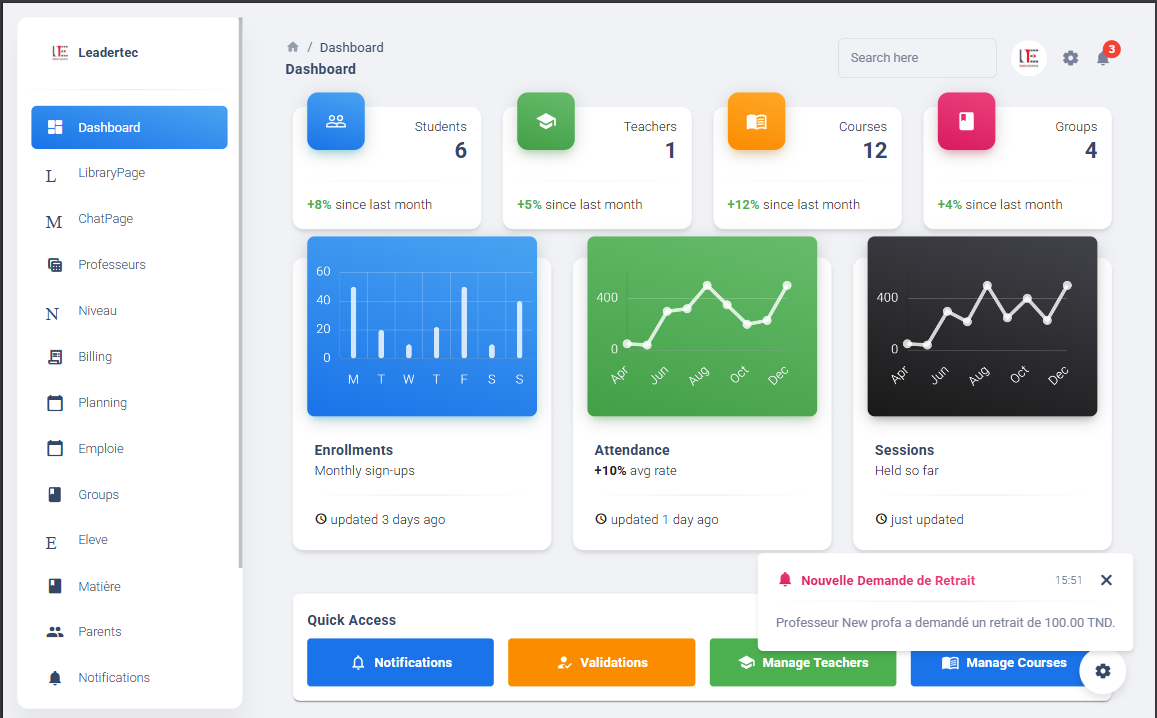 Leadertec
Dashboard
L LibraryPage
M ChatPage
Professeurs
N Niveau
Billing
Planning
Emploie
Groups
E Eleve
Matière
Parents
Notifications
/ Dashboard
Dashboard
Search here
3
Students
6
+8% since last month
Teachers
1
+5% since last month
Courses
12
+12% since last month
Groups
4
+4% since last month
60
40
20
0
M T W T F S S
Enrollments
Monthly sign-ups
updated 3 days ago
400
0
Apr Jun Aug Oct Dec
Attendance
+10% avg rate
updated 1 day ago
400
0
Apr Jun Aug Oct Dec
Sessions
Held so far
just updated
Nouvelle Demande de Retrait 15:51
Professeur New profa a demandé un retrait de 100.00 TND.
Quick Access
Notifications
Validations
Manage Teachers
Manage Courses